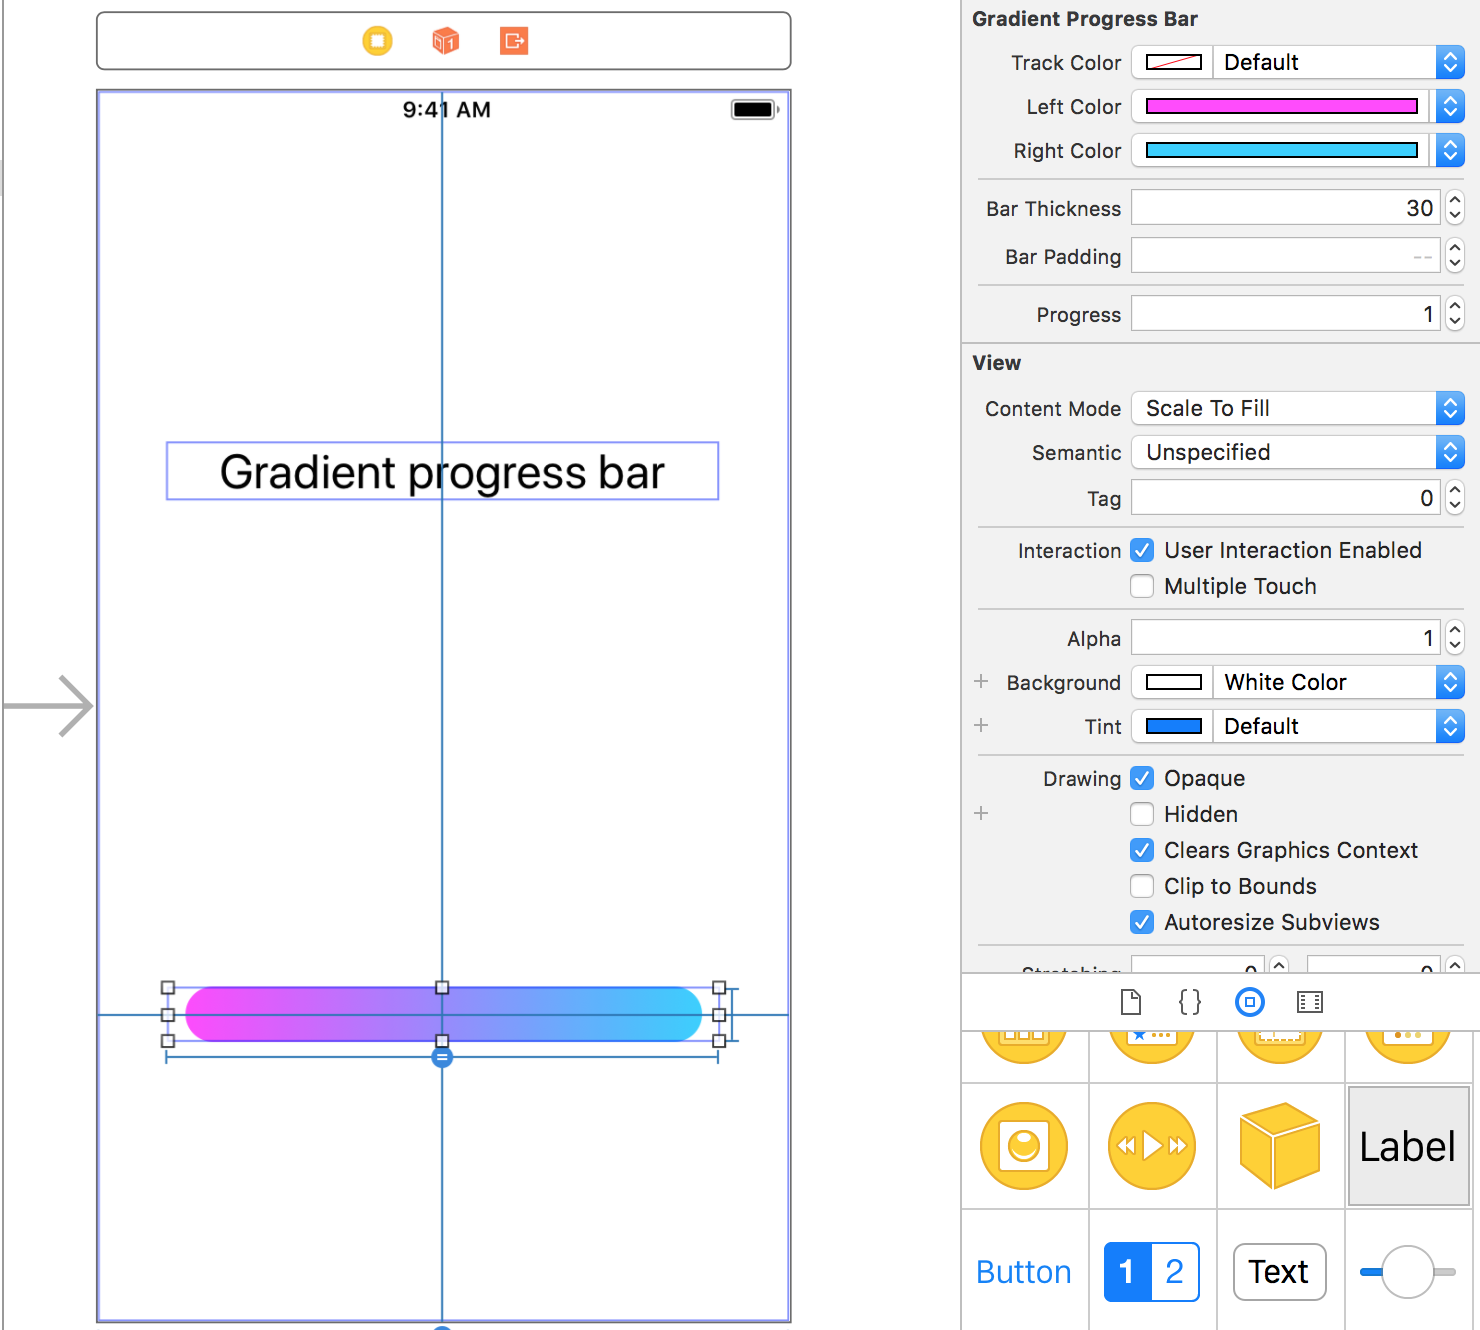 9:41 AM
Gradient progress bar
Gradient Progress Bar
Track Color Default
Left Color
Right Color
Bar Thickness 30
Bar Padding --
Progress 1
View
Content Mode Scale To Fill
Semantic Unspecified
Tag 0
Interaction User Interaction Enabled
Multiple Touch
Alpha 1
+ Background White Color
+ Tint Default
Drawing Opaque
+ Hidden
Clears Graphics Context
Clip to Bounds
Autoresize Subviews
Stretching 0 0
{}
Label
Button 1 2 Text